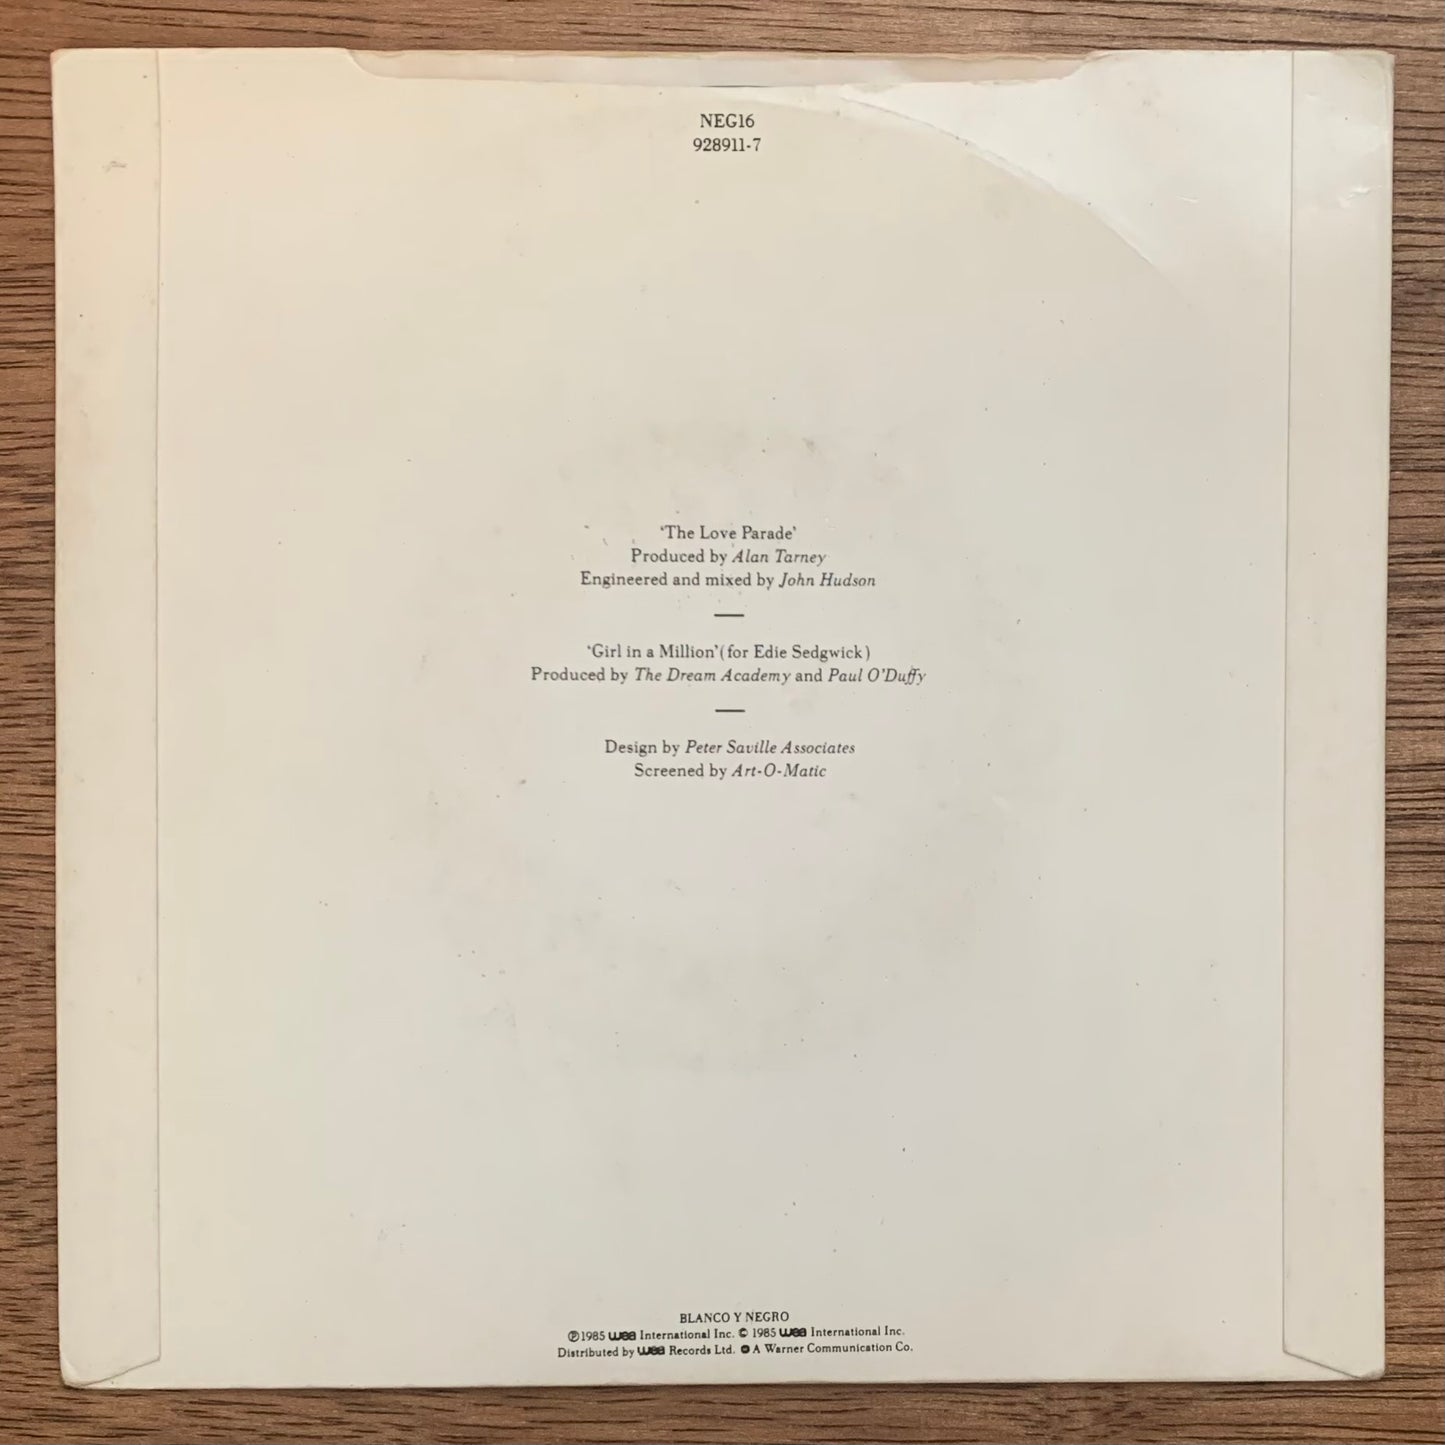 NEG16
928911-7
‘The Love Parade’
Produced by Alan Tarney
Engineered and mixed by John Hudson
‘Girl in a Million’ (for Edie Sedgwick)
Produced by The Dream Academy and Paul O'Duffy
Design by Peter Saville Associates
Screened by Art-O-Matic
BLANCO Y NEGRO
℗ 1985 wea International Inc. © 1985 wea International Inc.
Distributed by wea Records Ltd. A Warner Communication Co.